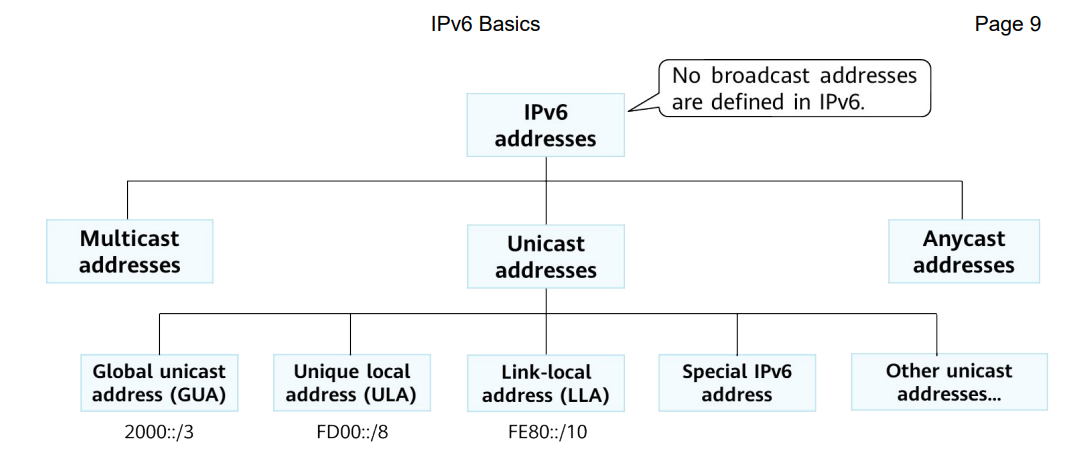 IPv6 Basics
Page 9
No broadcast addresses
are defined in IPv6.
IPv6
addresses
Multicast
addresses
Unicast
addresses
Anycast
addresses
Global unicast
address (GUA)
2000::/3
Unique local
address (ULA)
FD00::/8
Link-local
address (LLA)
FE80::/10
Special IPv6
address
Other unicast
addresses...